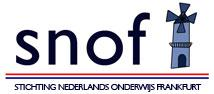 snof
STICHTING NEDERLANDS ONDERWIJS FRANKFURT